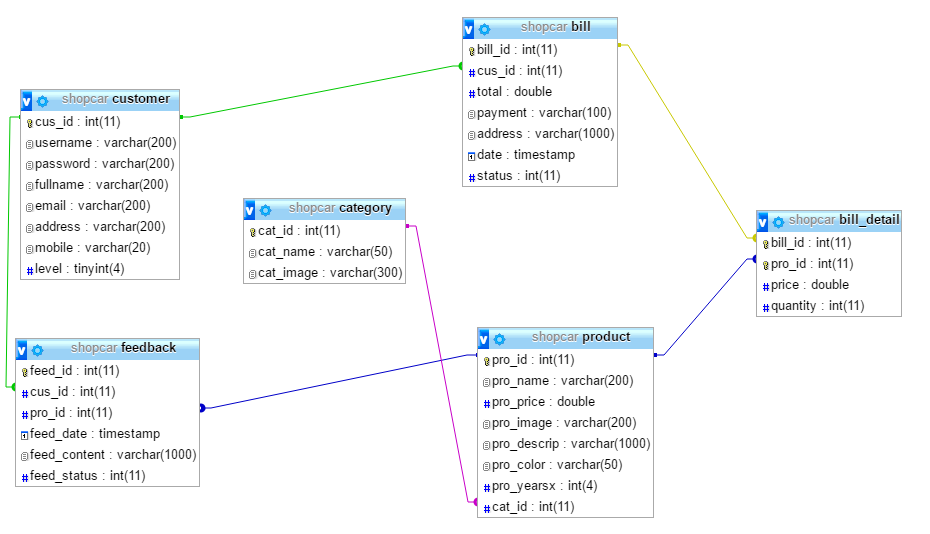 shopcar bill
bill_id : int(11)
cus_id : int(11)
total : double
payment : varchar(100)
address : varchar(1000)
date : timestamp
status : int(11)
v shopcar customer
cus_id : int(11)
username : varchar(200)
password : varchar(200)
fullname : varchar(200)
email : varchar(200)
address : varchar(200)
mobile : varchar(20)
level : tinyint(4)
v shopcar category
cat_id : int(11)
cat_name : varchar(50)
cat_image : varchar(300)
v shopcar bill_detail
bill_id : int(11)
pro_id : int(11)
price : double
quantity : int(11)
v shopcar feedback
feed_id : int(11)
cus_id : int(11)
pro_id : int(11)
feed_date : timestamp
feed_content : varchar(1000)
feed_status : int(11)
v shopcar product
pro_id : int(11)
pro_name : varchar(200)
pro_price : double
pro_image : varchar(200)
pro_descrip : varchar(1000)
pro_color : varchar(50)
pro_yearsx : int(4)
cat_id : int(11)